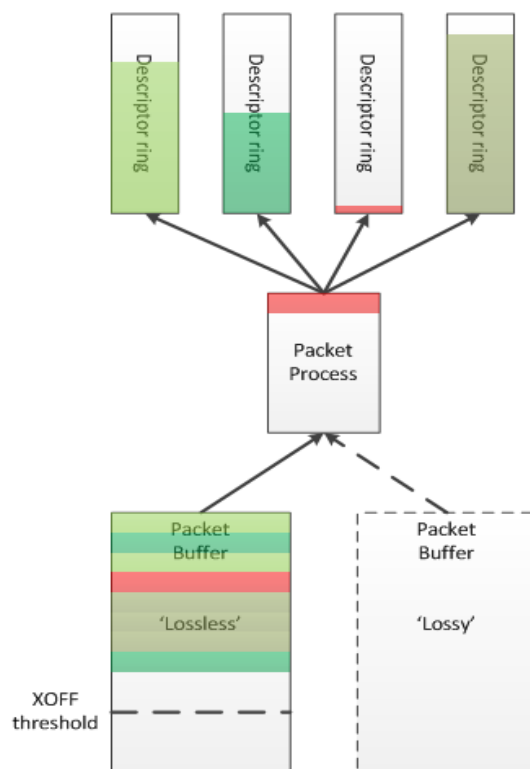 Descriptor ring
Descriptor ring
Descriptor ring
Descriptor ring
Packet
Process
Packet
Buffer
'Lossless'
Packet
Buffer
'Lossy'
XOFF
threshold